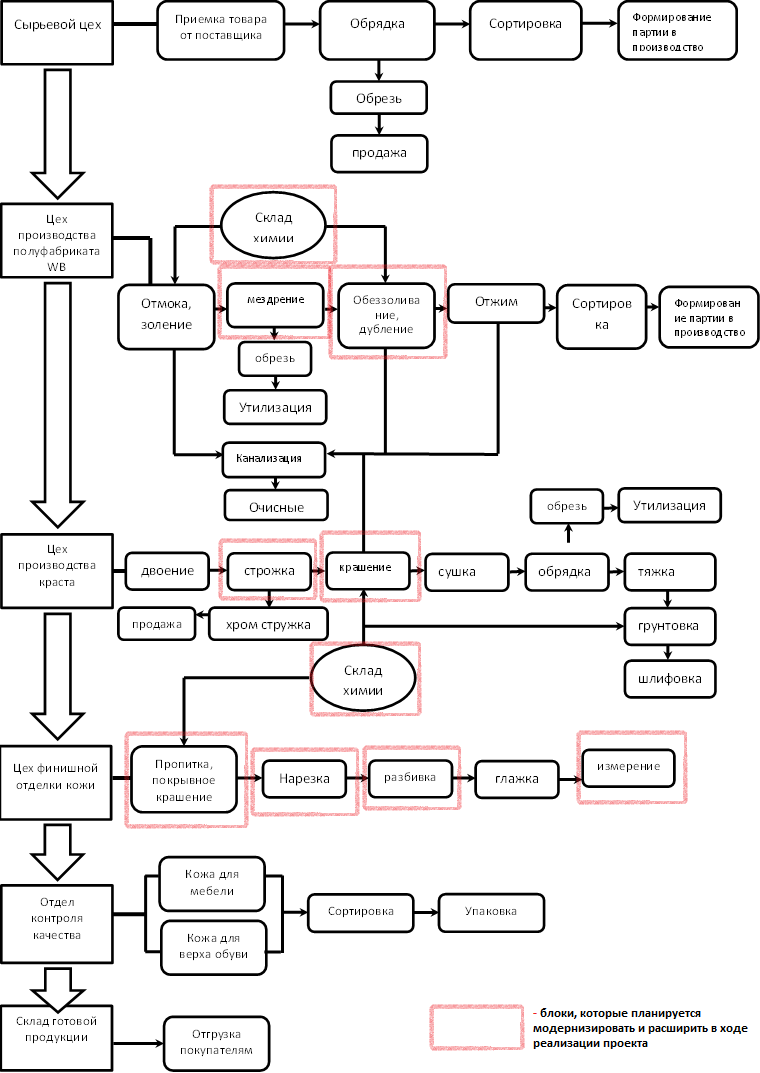 Сырьевой цех
Приемка товара
от поставщика
Обрядка
Сортировка
Формирование
партии в
производство
Обрезь
продажа
Цех
производства
полуфабриката
WB
Склад
химии
Отмока,
золение
мездрение
Обеззолива
ние,
дубление
Отжим
Сортиров
ка
Формирован
ие партии в
производство
обрезь
Утилизация
Канализация
Очисные
обрезь
Утилизация
Цех
производства
краста
двоение
строжка
крашение
сушка
обрядка
тяжка
продажа
хром стружка
грунтовка
Склад
химии
шлифовка
Цех финишной
отделки кожи
Пропитка,
покрывное
крашение
Нарезка
разбивка
глажка
измерение
Отдел
контроля
качества
Кожа для
мебели
Кожа для
верха обуви
Сортировка
Упаковка
Склад готовой
продукции
Отгрузка
покупателям
- блоки, которые планируется
модернизировать и расширить в ходе
реализации проекта